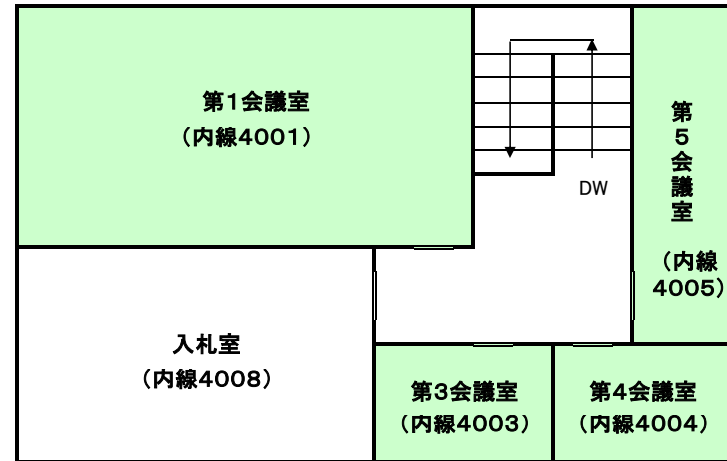 第1会議室
（内線4001）
DW
第5会議室
（内線
4005）
入札室
（内線4008）
第3会議室
（内線4003）
第4会議室
（内線4004）